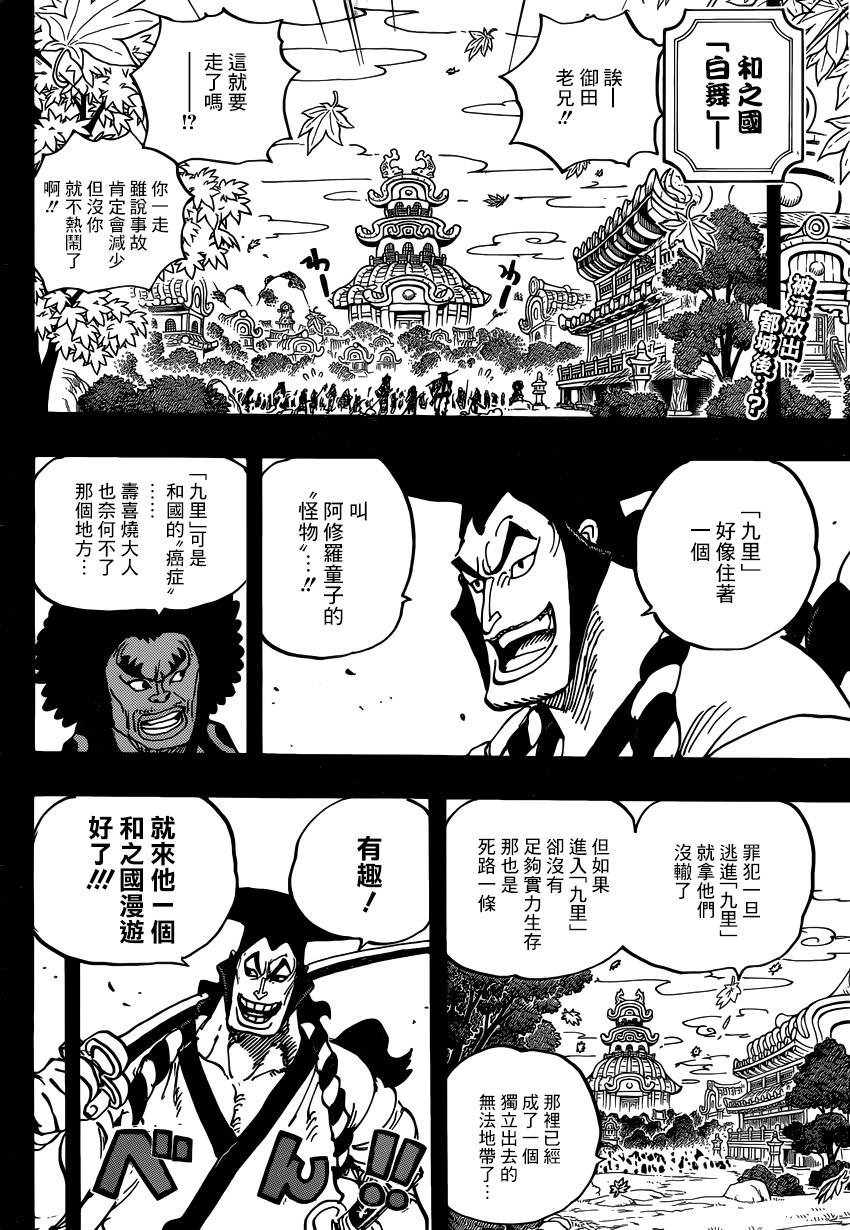 和之國
「白舞」—
誒—
御田
老兄!!
這就要
走了嗎
—!?
你一走
雖說事故
肯定會減少
但沒你
就不熱鬧了
啊!!
わー
わー
被流放出
都城後…?
「九里」
好像住著
一個
叫
阿修羅童子的
〝怪物〞…!!
「九里」可是
和國的〝癌症〞
……
壽喜燒大人
也奈何不了
那個地方…
罪犯一旦
逃進「九里」
就拿他們
沒轍了
但如果
進入「九里」
卻沒有
足夠實力生存
那也是
死路一條
那裡已經
成了一個
獨立出去的
無法地帶了…
有趣!
就來他一個
和之國漫遊
好了!!!
べん!!